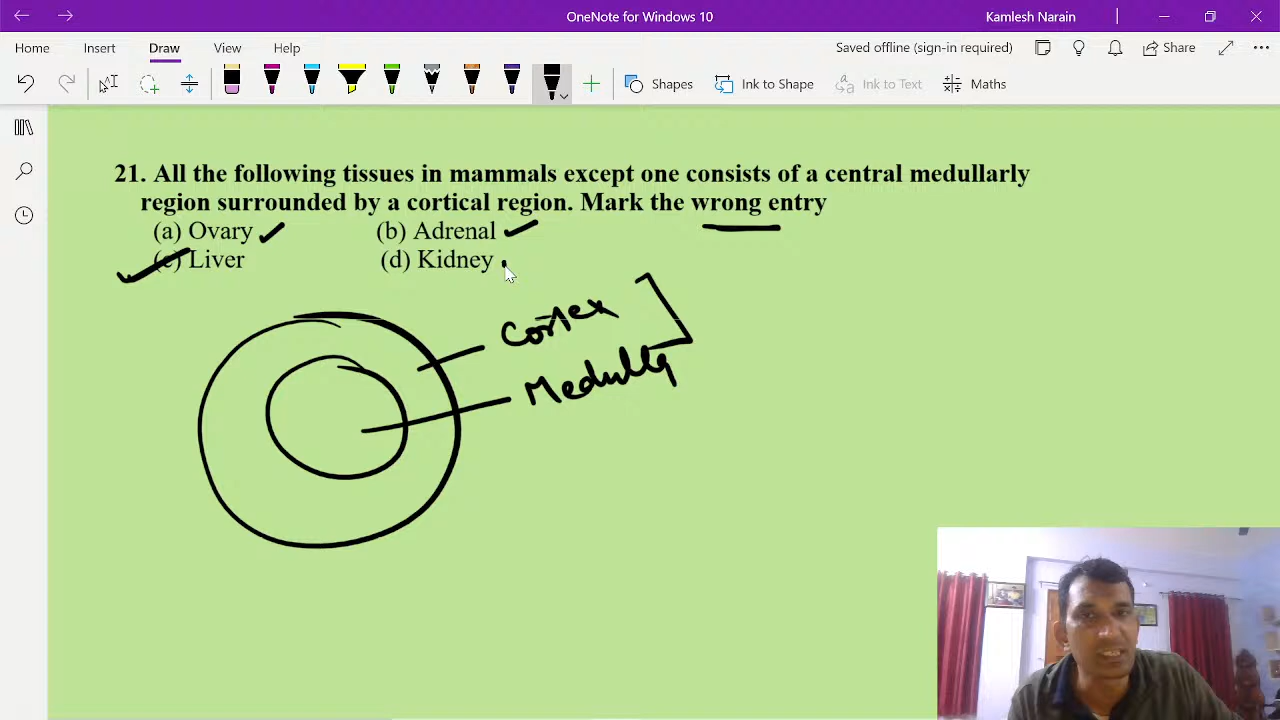 OneNote for Windows 10
Kamlesh Narain
Home Insert Draw View Help
Saved offline (sign-in required)
Share
Shapes
Ink to Shape
Ink to Text
Maths
21. All the following tissues in mammals except one consists of a central medullarly
region surrounded by a cortical region. Mark the wrong entry
(a) Ovary (b) Adrenal
(c) Liver (d) Kidney
Cortex
Medulla